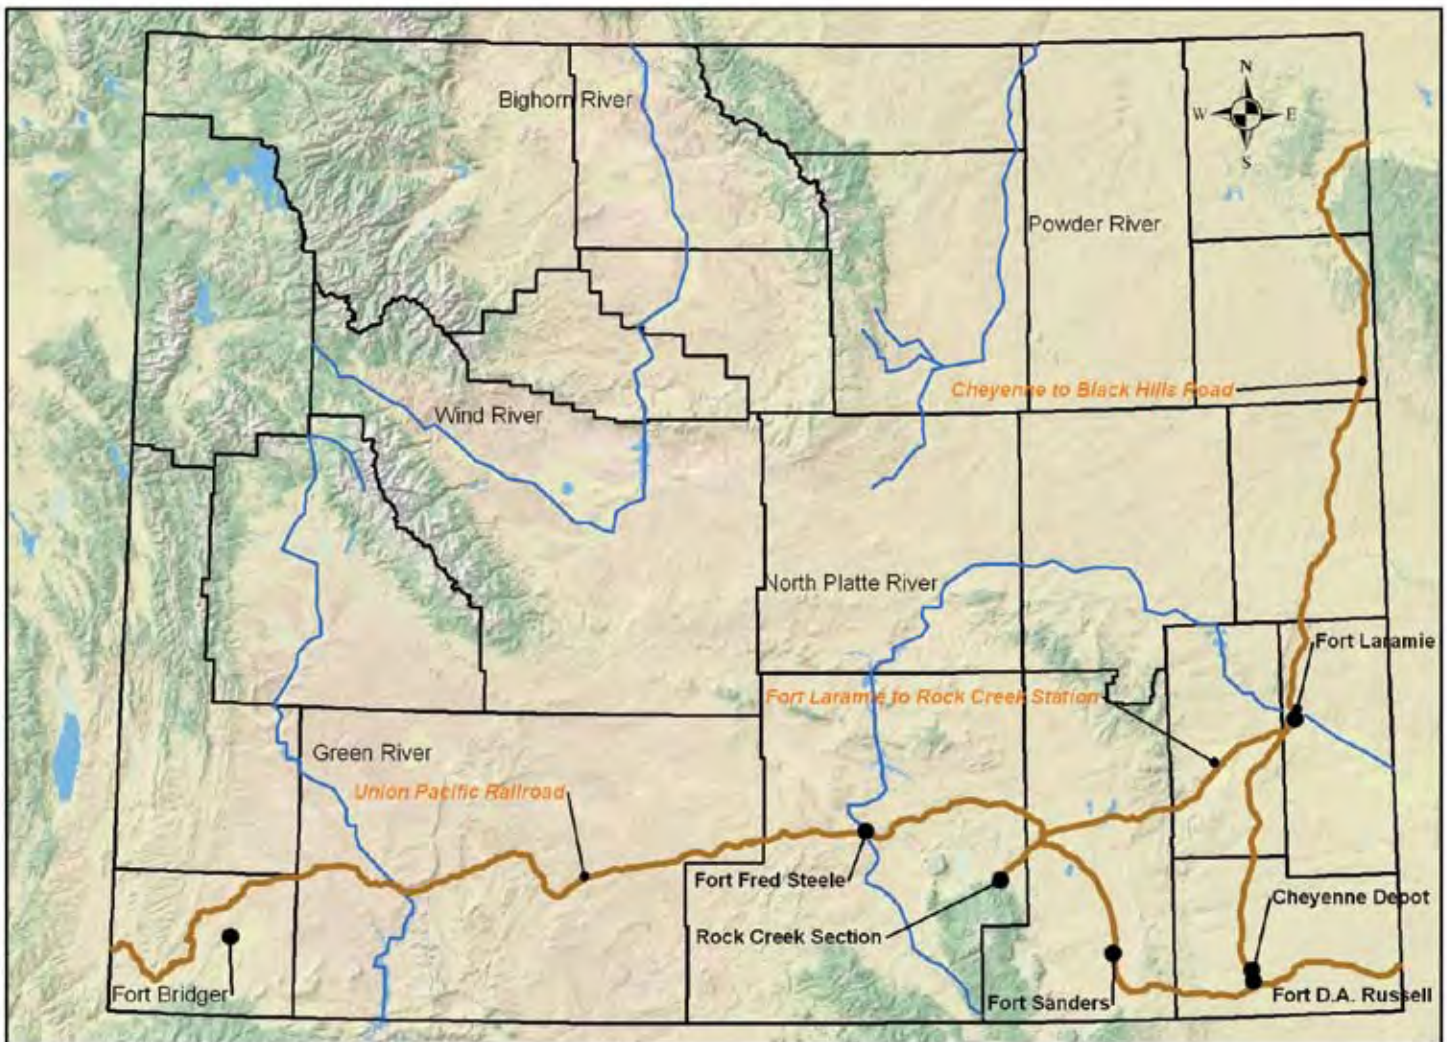 N
W E
S
Bighorn River
Powder River
Cheyenne to Black Hills Road
Wind River
North Platte River
Fort Laramie
Fort Laramie to Rock Creek Station
Green River
Union Pacific Railroad
Fort Fred Steele
Cheyenne Depot
Rock Creek Section
Fort Bridger
Fort Sanders
Fort D.A. Russell